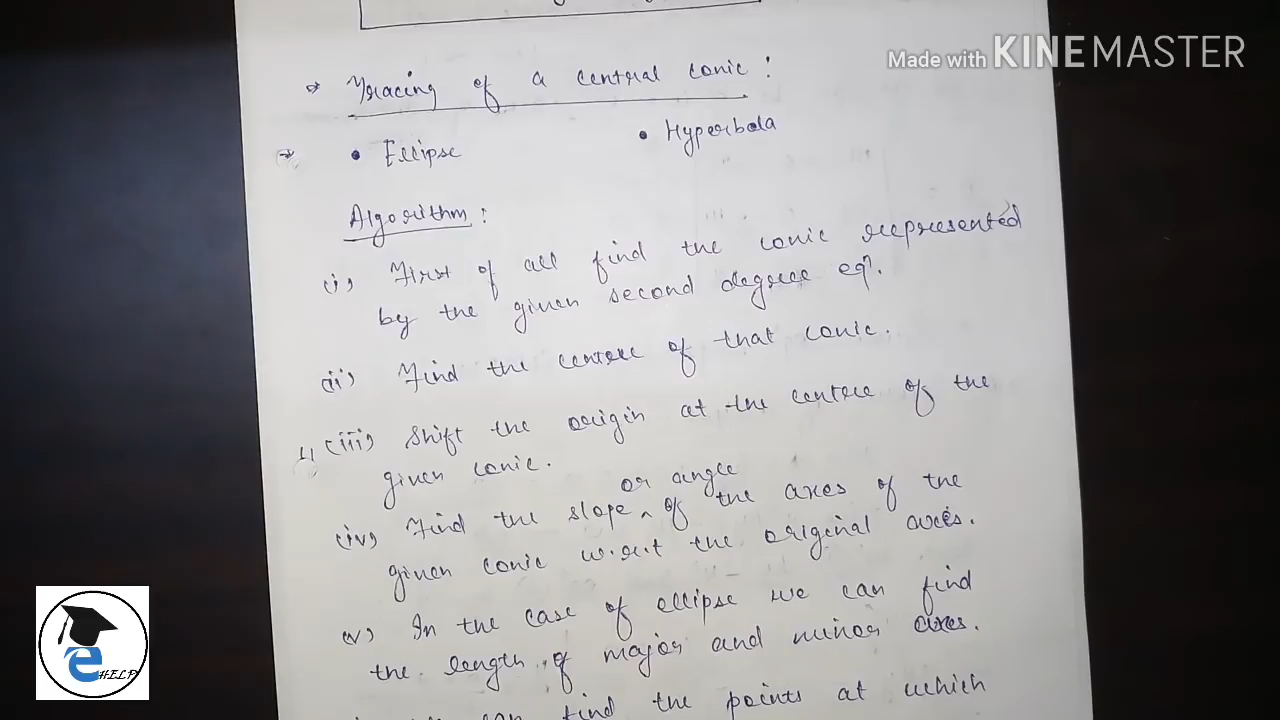 Made with KINEMASTER
⇒ Tracing of a central conic :
⇒ • Ellipse • Hyperbola
Algorithm :
(i) First of all find the conic represented
by the given second degree eqⁿ.
(ii) Find the centre of that conic.
(iii) Shift the origin at the centre of the
given conic.
or angle
(iv) Find the slope ‸ of the axes of the
given conic w.r.t the original axes.
(v) In the case of ellipse we can find
the length of major and minor axes.
can find the points at which
e HELP